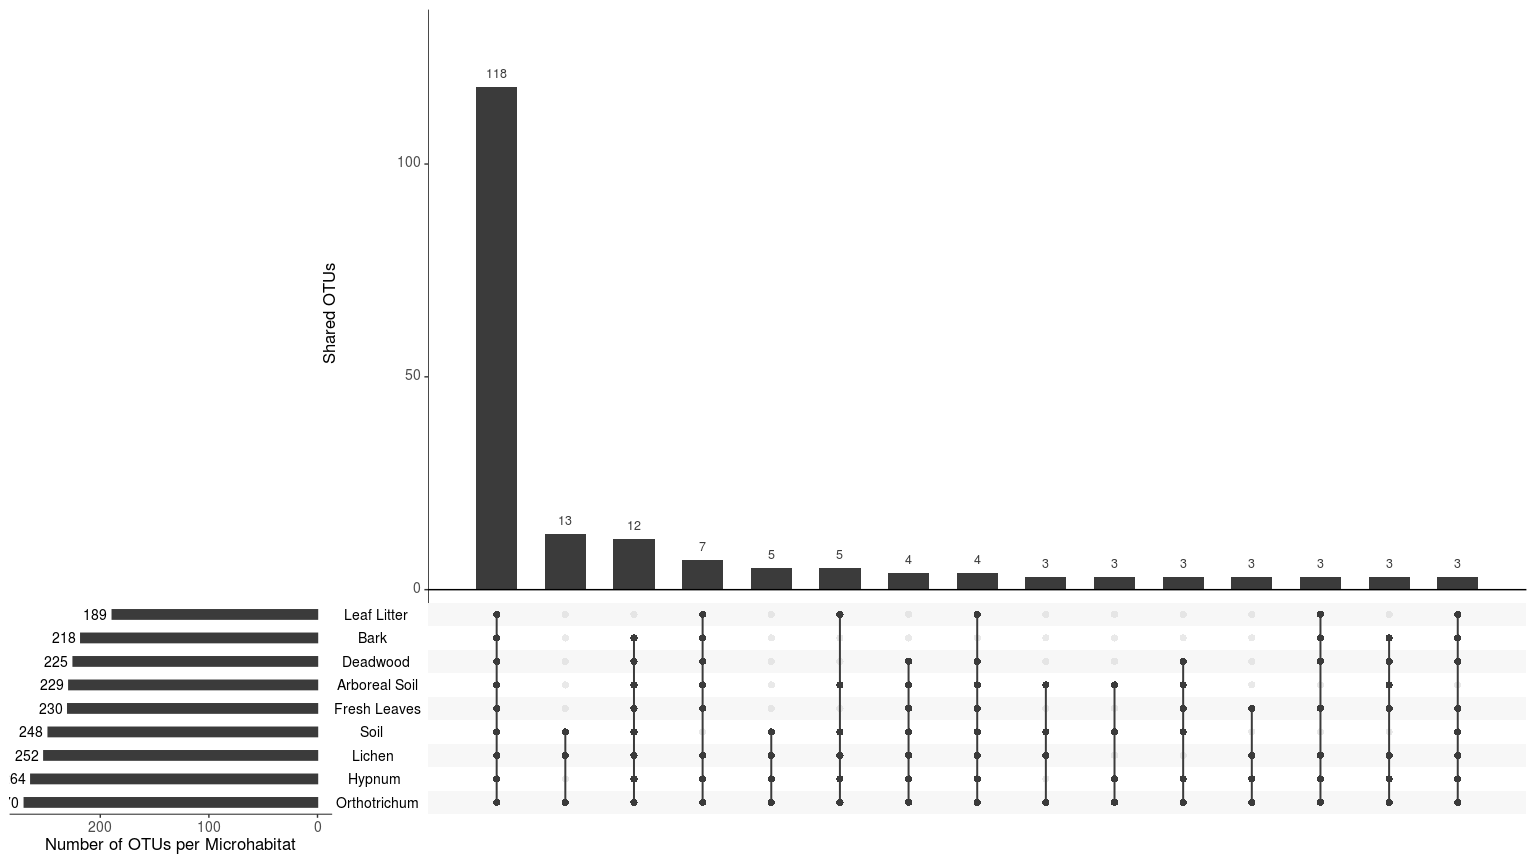 118
100
Shared OTUs
50
13
12
7
5
5
4
4
3
3
3
3
3
3
3
0
189 Leaf Litter
218 Bark
225 Deadwood
229 Arboreal Soil
230 Fresh Leaves
248 Soil
252 Lichen
64 Hypnum
0 Orthotrichum
200 100 0
Number of OTUs per Microhabitat